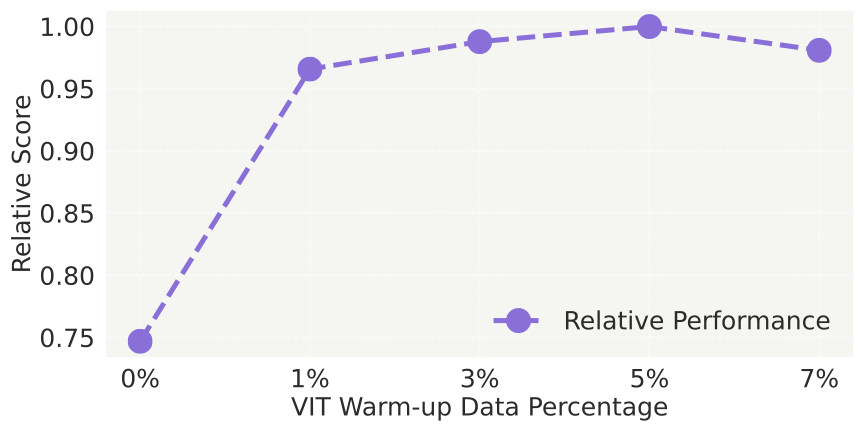 1.00
0.95
0.90
0.85
0.80
0.75
Relative Score
Relative Performance
0% 1% 3% 5% 7%
VIT Warm-up Data Percentage